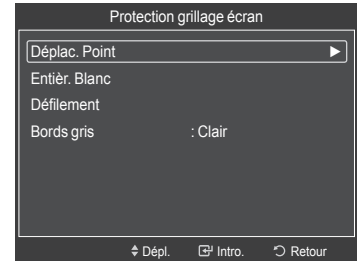 Protection grillage écran
Déplac. Point
Entièr. Blanc
Défilement
Bords gris : Clair
Dépl. Intro. Retour